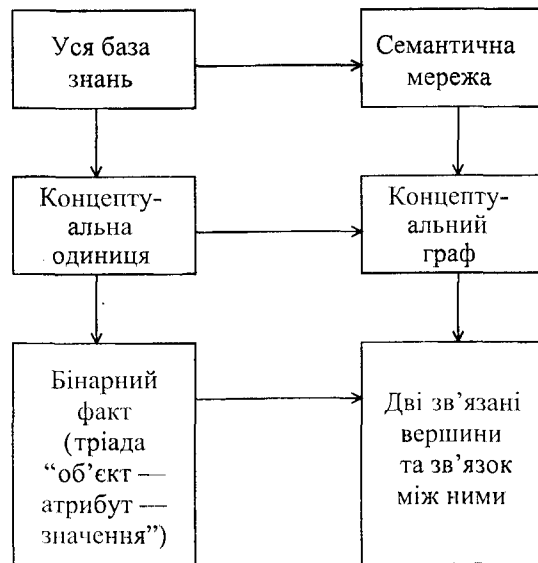 Уся база
знань
Семантична
мережа
Концепту-
альна
одиниця
Концепту-
альний
граф
Бінарний
факт
(тріада
“об’єкт —
атрибут —
значення”)
Дві зв’язані
вершини
та зв’язок
між ними